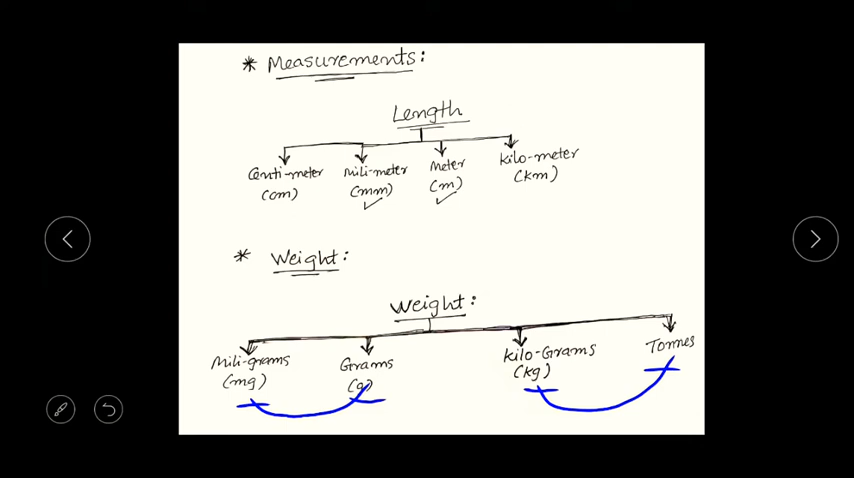 * Measurements:
Length
Centi-meter Mili-meter Meter Kilo-meter
(cm) (mm) (m) (km)
* Weight:
Weight:
Mili-grams Grams Kilo-Grams Tonnes
(mg) (g) (kg)